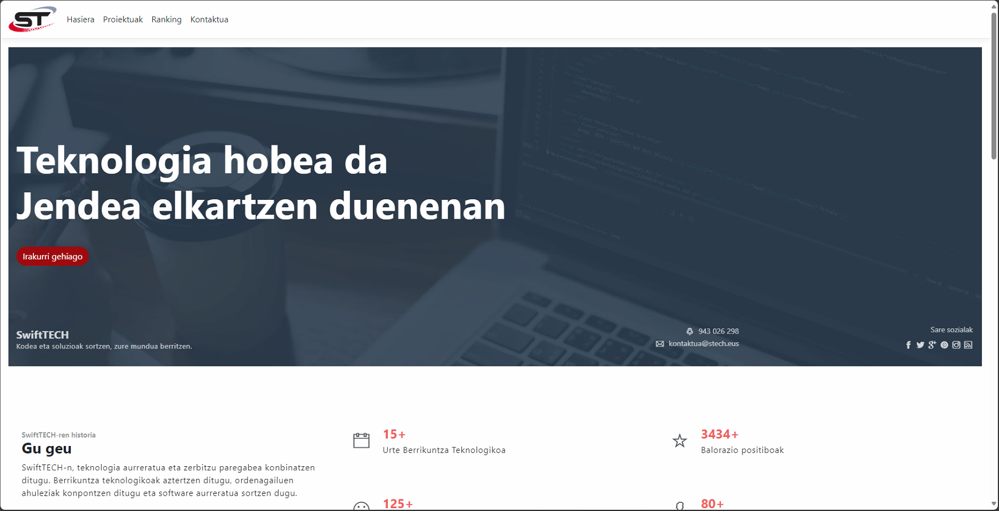 ST
Hasiera Proiektuak Ranking Kontaktua
Teknologia hobea da
Jendea elkartzen duenenan
Irakurri gehiago
SwiftTECH
Kodea eta soluzioak sortzen, zure mundua berritzen.
943 026 298
kontaktua@stech.eus
Sare sozialak
SwiftTECH-ren historia
Gu geu
SwiftTECH-n, teknologia aurreratua eta zerbitzu paregabea konbinatzen
ditugu. Berrikuntza teknologikoak aztertzen ditugu, ordenagailuen
ahuleziak konpontzen ditugu eta software aurreratua sortzen dugu.
15+
Urte Berrikuntza Teknologikoa
3434+
Balorazio positiboak
125+
80+